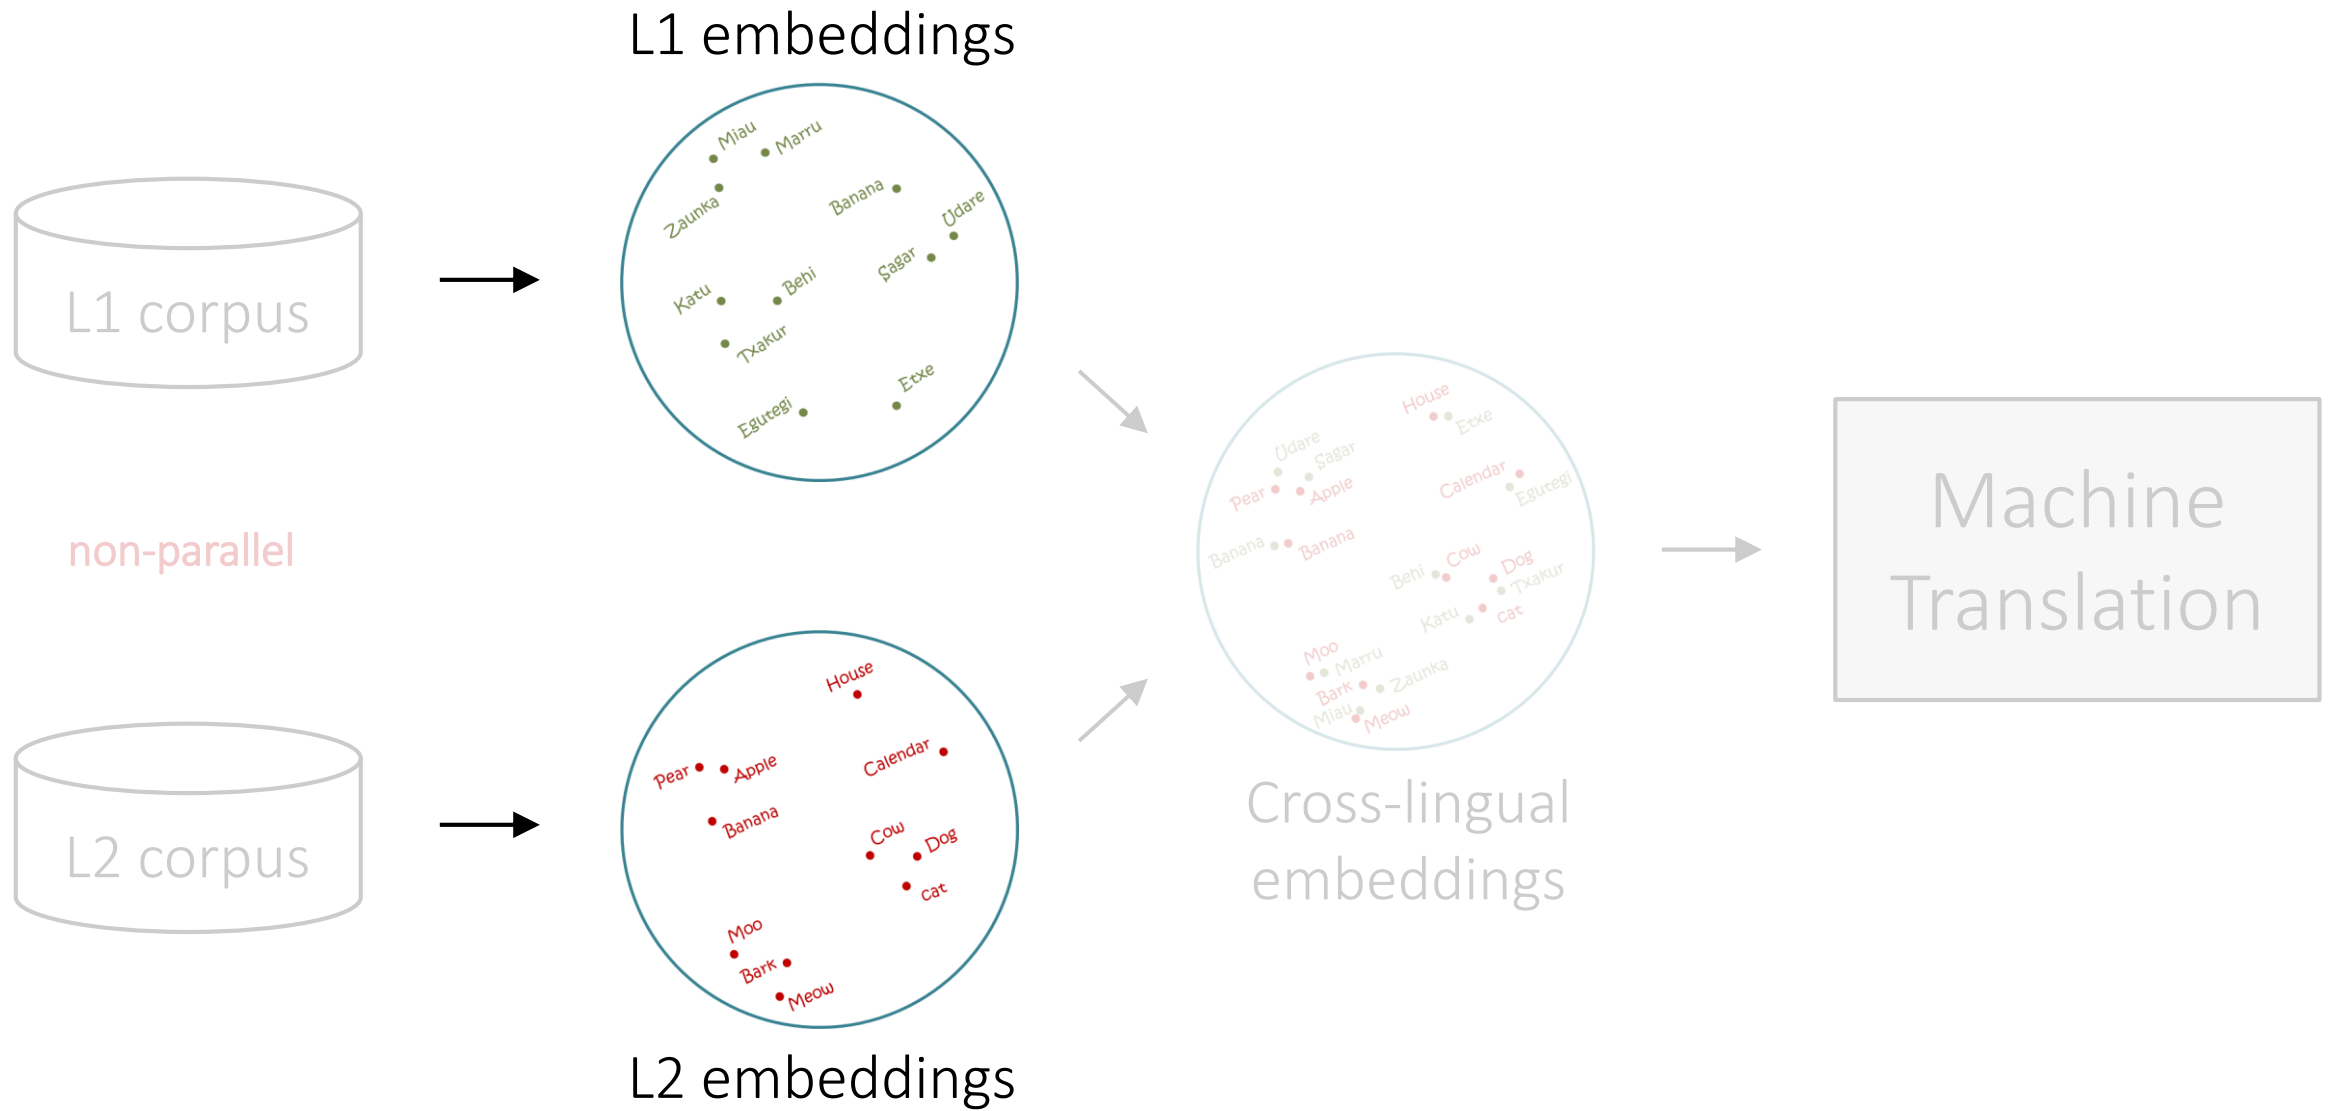 L1 embeddings
Miau
Marru
Zaunka
Banana
Udare
Sagar
Katu
Behi
Txakur
Egutegi
Etxe
L1 corpus
non-parallel
L2 corpus
House
Pear
Apple
Calendar
Banana
Cow
Dog
cat
Moo
Bark
Meow
L2 embeddings
House
Etxe
Udare
Sagar
Pear
Apple
Calendar
Egutegi
Banana
Banana
Behi
Cow
Dog
Txakur
Katu
cat
Moo
Marru
Bark
Zaunka
Miau
Meow
Cross-lingual
embeddings
Machine
Translation